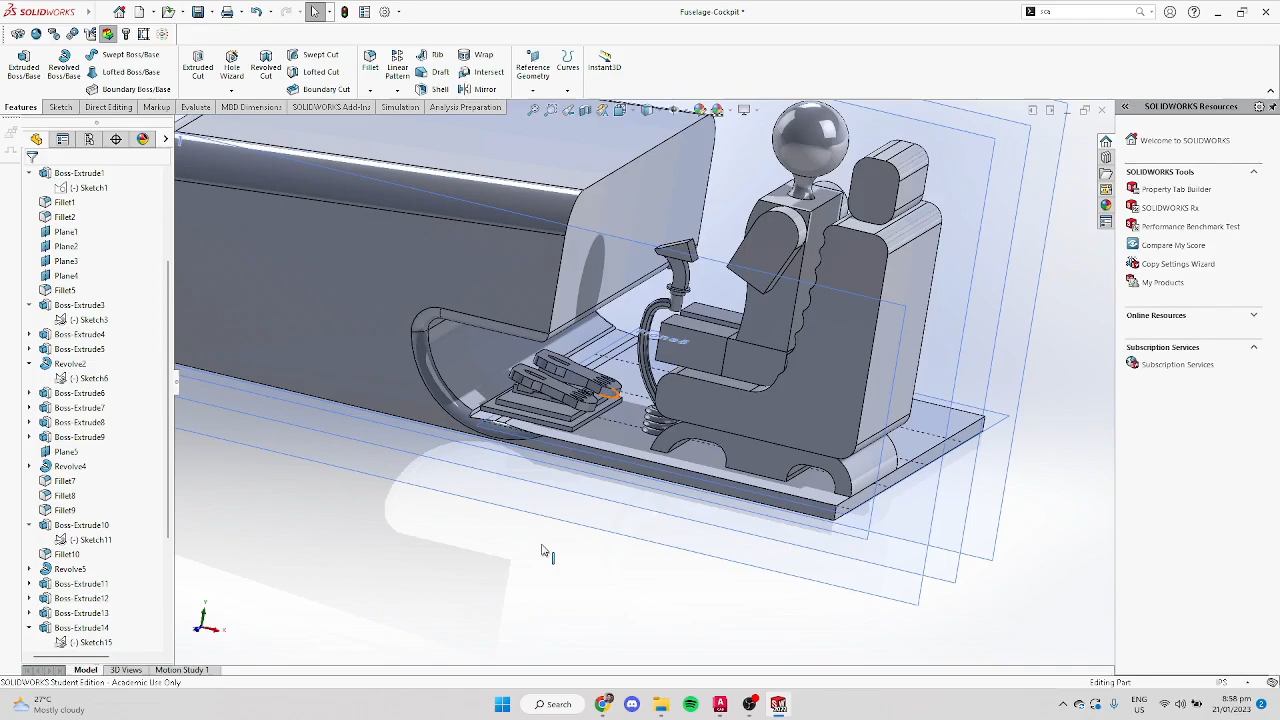 SOLIDWORKS
Fuselage-Cockpit *
sca
Extruded Boss/Base
Revolved Boss/Base
Swept Boss/Base
Lofted Boss/Base
Boundary Boss/Base
Extruded Cut
Hole Wizard
Revolved Cut
Swept Cut
Lofted Cut
Boundary Cut
Fillet
Linear Pattern
Rib
Draft
Shell
Wrap
Intersect
Mirror
Reference Geometry
Curves
Instant3D
Features
Sketch
Direct Editing
Markup
Evaluate
MBD Dimensions
SOLIDWORKS Add-Ins
Simulation
Analysis Preparation
Boss-Extrude1
(-) Sketch1
Fillet1
Fillet2
Plane1
Plane2
Plane3
Plane4
Fillet5
Boss-Extrude3
(-) Sketch3
Boss-Extrude4
Boss-Extrude5
Revolve2
(-) Sketch6
Boss-Extrude6
Boss-Extrude7
Boss-Extrude8
Boss-Extrude9
Plane5
Revolve4
Fillet7
Fillet8
Fillet9
Boss-Extrude10
(-) Sketch11
Fillet10
Revolve5
Boss-Extrude11
Boss-Extrude12
Boss-Extrude13
Boss-Extrude14
(-) Sketch15
Y
X
SOLIDWORKS Resources
Welcome to SOLIDWORKS
SOLIDWORKS Tools
Property Tab Builder
SOLIDWORKS Rx
Performance Benchmark Test
Compare My Score
Copy Settings Wizard
My Products
Online Resources
Subscription Services
Subscription Services
Model
3D Views
Motion Study 1
SOLIDWORKS Student Edition - Academic Use Only
Editing Part
IPS
27°C
Mostly cloudy
Search
ENG
US
8:58 pm
21/01/2023